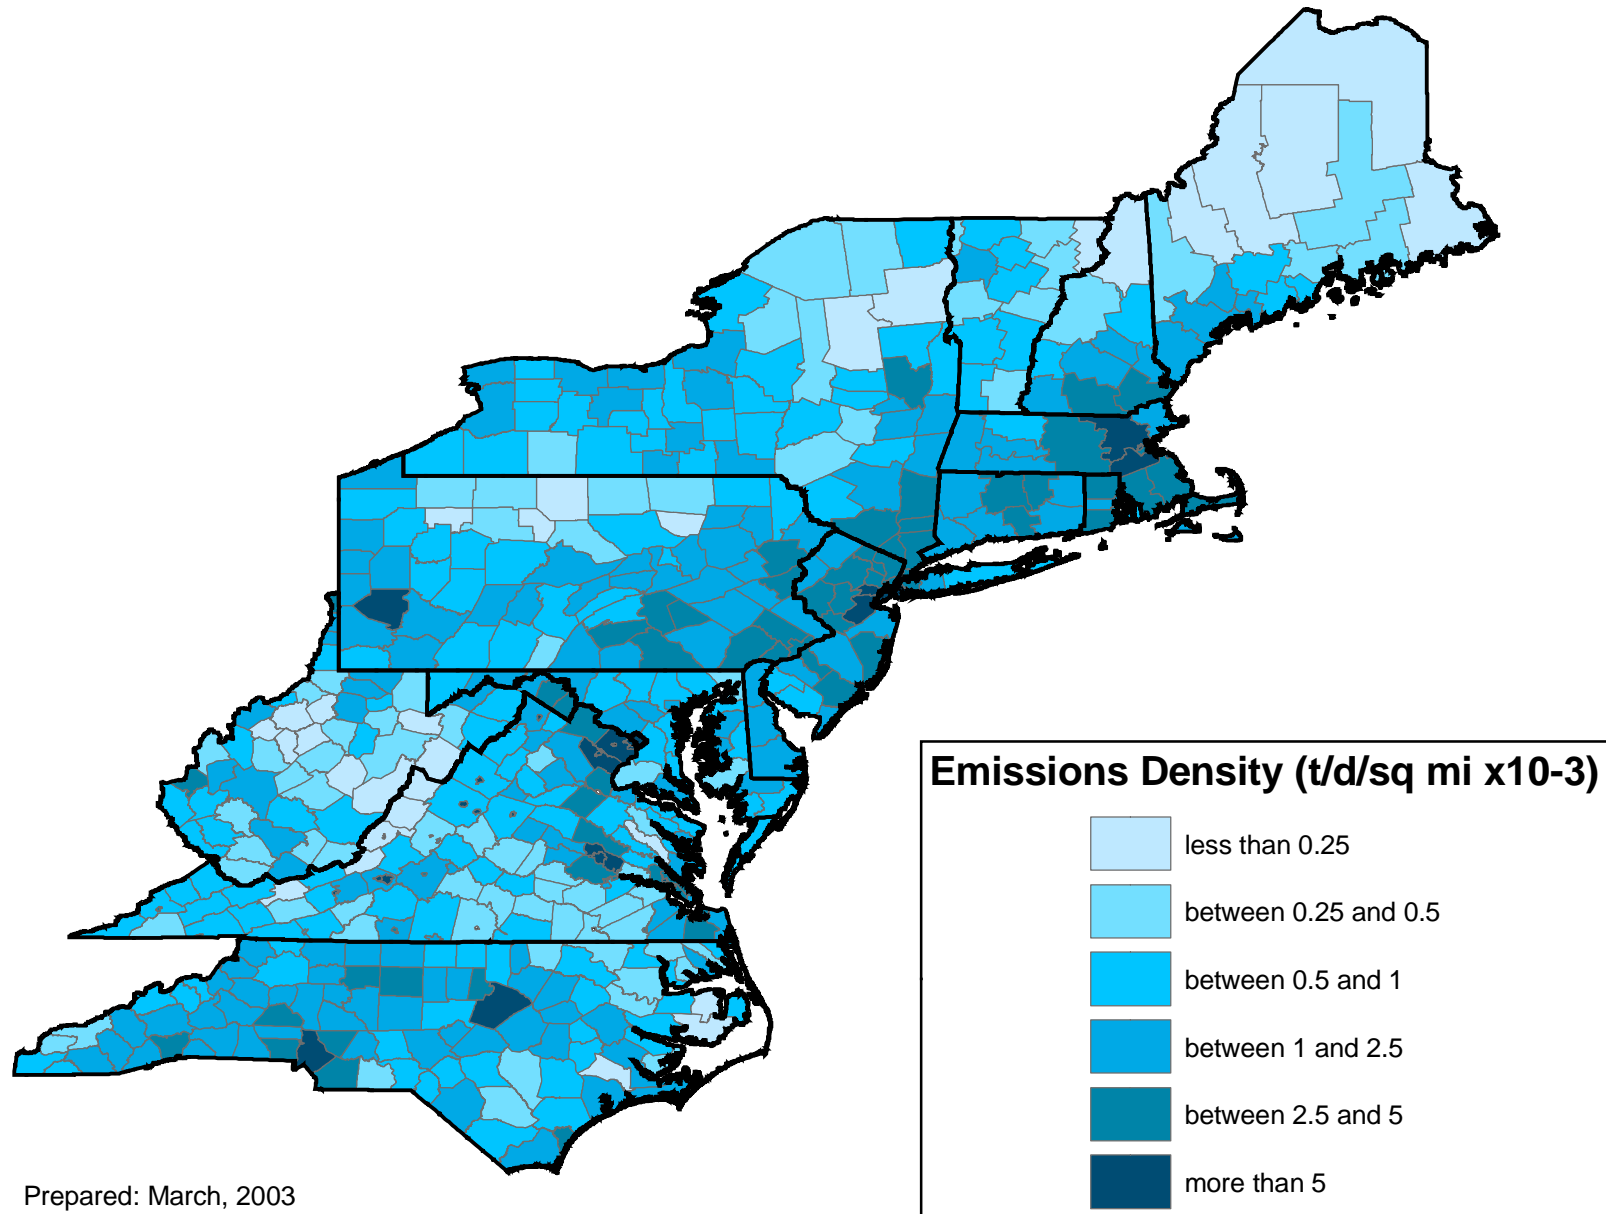 Emissions Density (t/d/sq mi x10-3)
less than 0.25
between 0.25 and 0.5
between 0.5 and 1
between 1 and 2.5
between 2.5 and 5
more than 5
Prepared: March, 2003